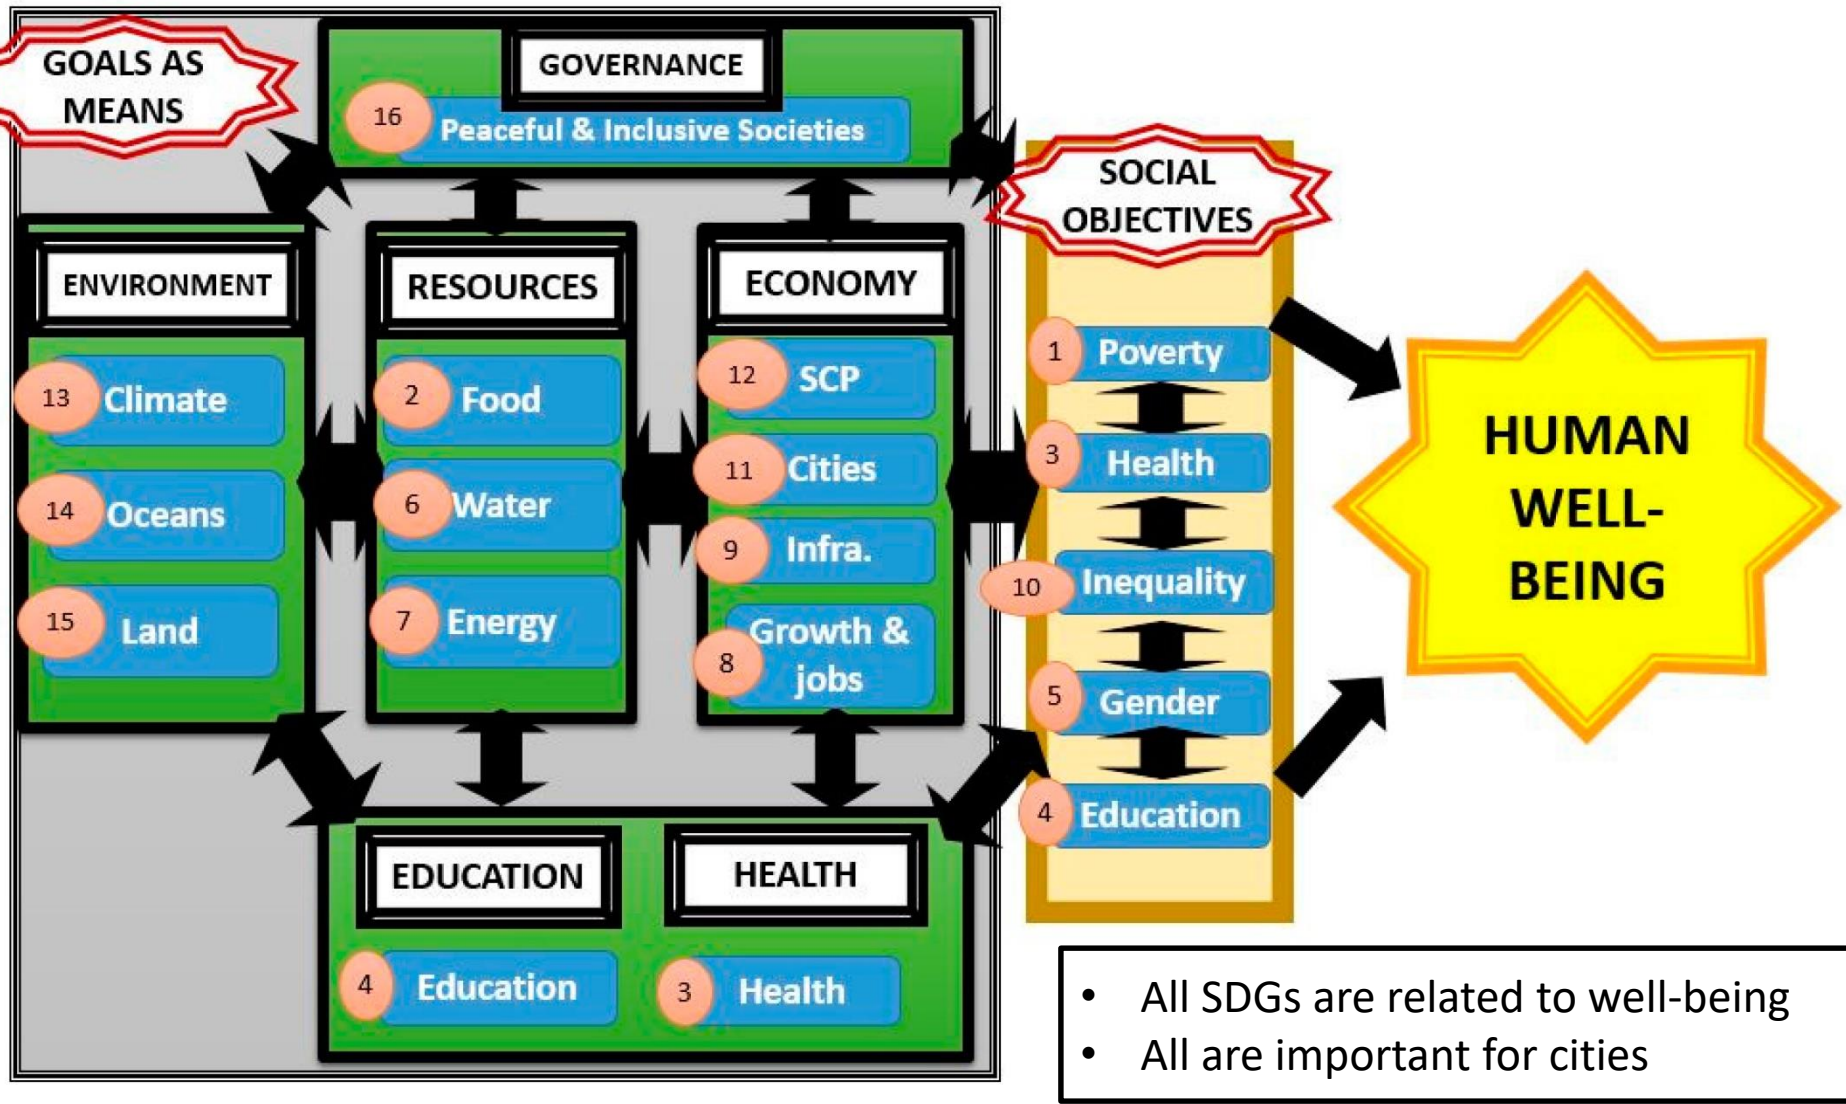 GOALS AS
MEANS
GOVERNANCE
16
Peaceful & Inclusive Societies
ENVIRONMENT
13
Climate
14
Oceans
15
Land
RESOURCES
2
Food
6
Water
7
Energy
ECONOMY
12
SCP
11
Cities
9
Infra.
8
Growth &
jobs
EDUCATION
4
Education
HEALTH
3
Health
SOCIAL
OBJECTIVES
1
Poverty
3
Health
10
Inequality
5
Gender
4
Education
HUMAN
WELL-
BEING
• All SDGs are related to well-being
• All are important for cities